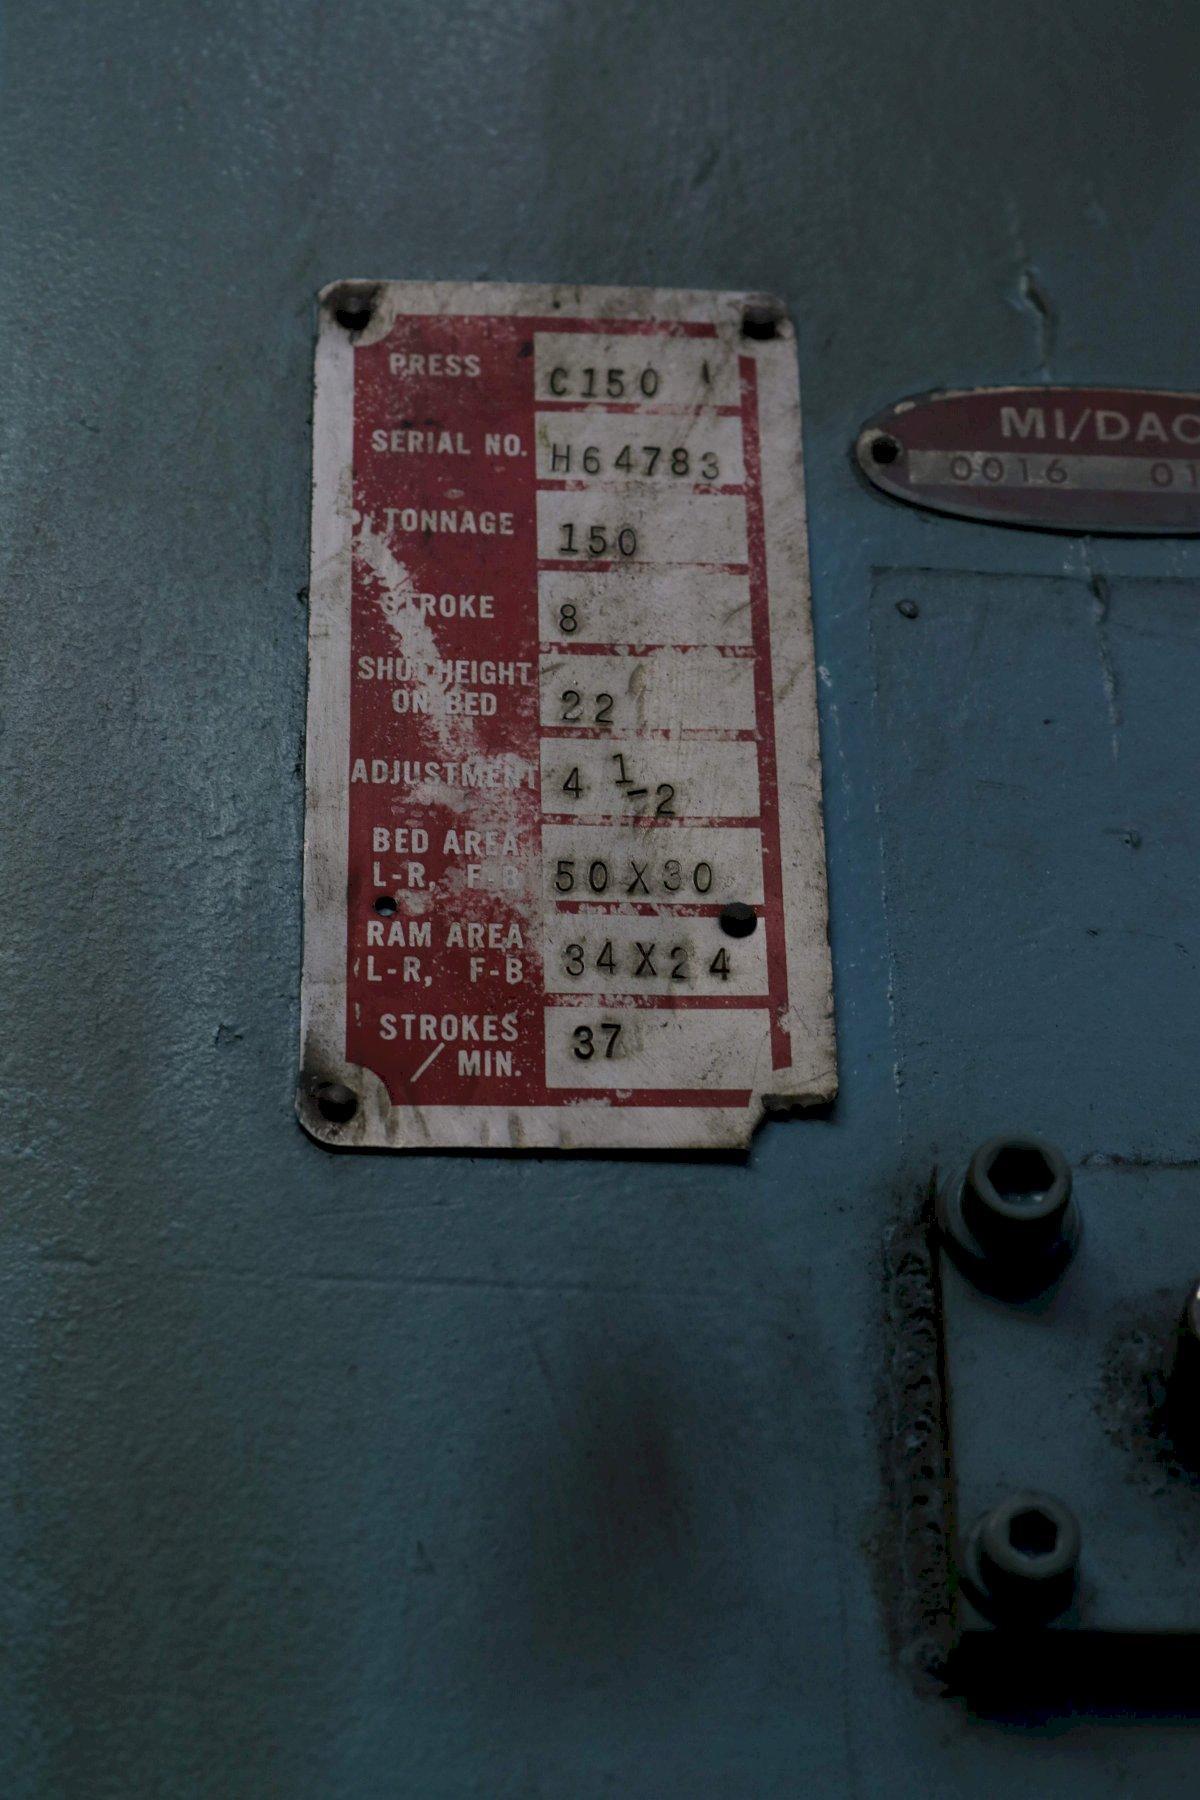 PRESS C150
SERIAL NO. H64783
TONNAGE 150
STROKE 8
SHUT HEIGHT
ON BED 22
ADJUSTMENT 4 1/2
BED AREA
L-R, F-B 50X30
RAM AREA
L-R, F-B 34X24
STROKES
/ MIN. 37
MI/DAC
0016 01